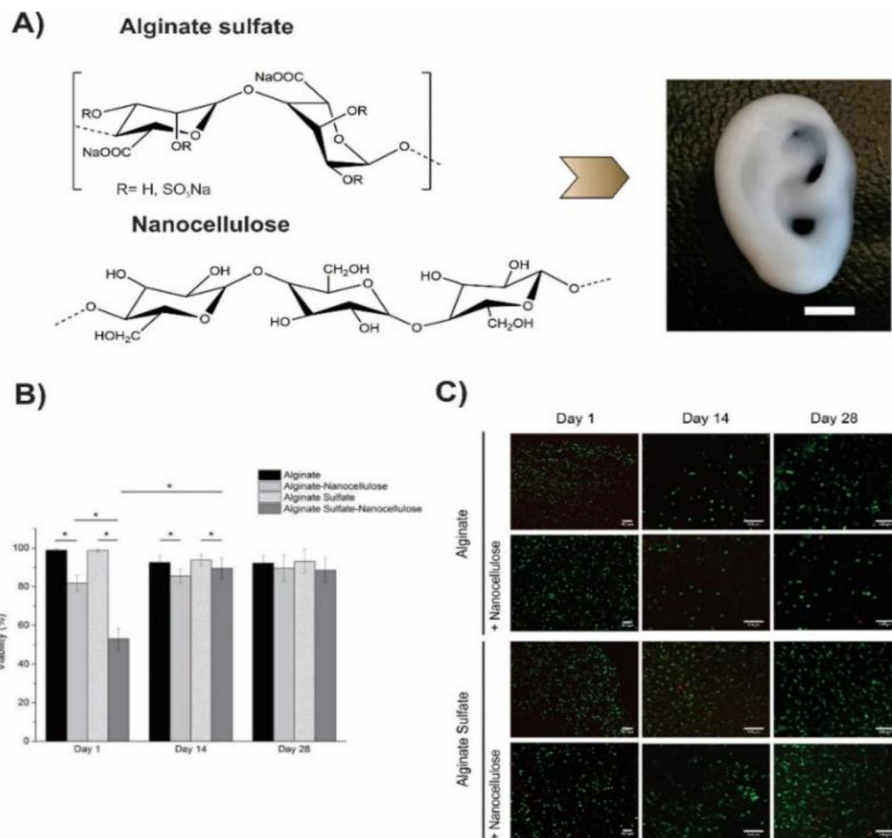 A)
Alginate sulfate
NaOOC
RO
OR
O
O
O
O
NaOOC
OR
OR
R= H, SO₃Na
Nanocellulose
HO
OH
O
CH₂OH
HO
OH
O
O
O
O
O
O
HOH₂C
HO
OH
O
CH₂OH
B)
Alginate
Alginate-Nanocellulose
Alginate Sulfate
Alginate Sulfate-Nanocellulose
*
*
*
*
*
*
Viability (%)
100
80
60
40
20
0
Day 1
Day 14
Day 28
C)
Day 1
Day 14
Day 28
Alginate
+ Nanocellulose
Alginate Sulfate
+ Nanocellulose